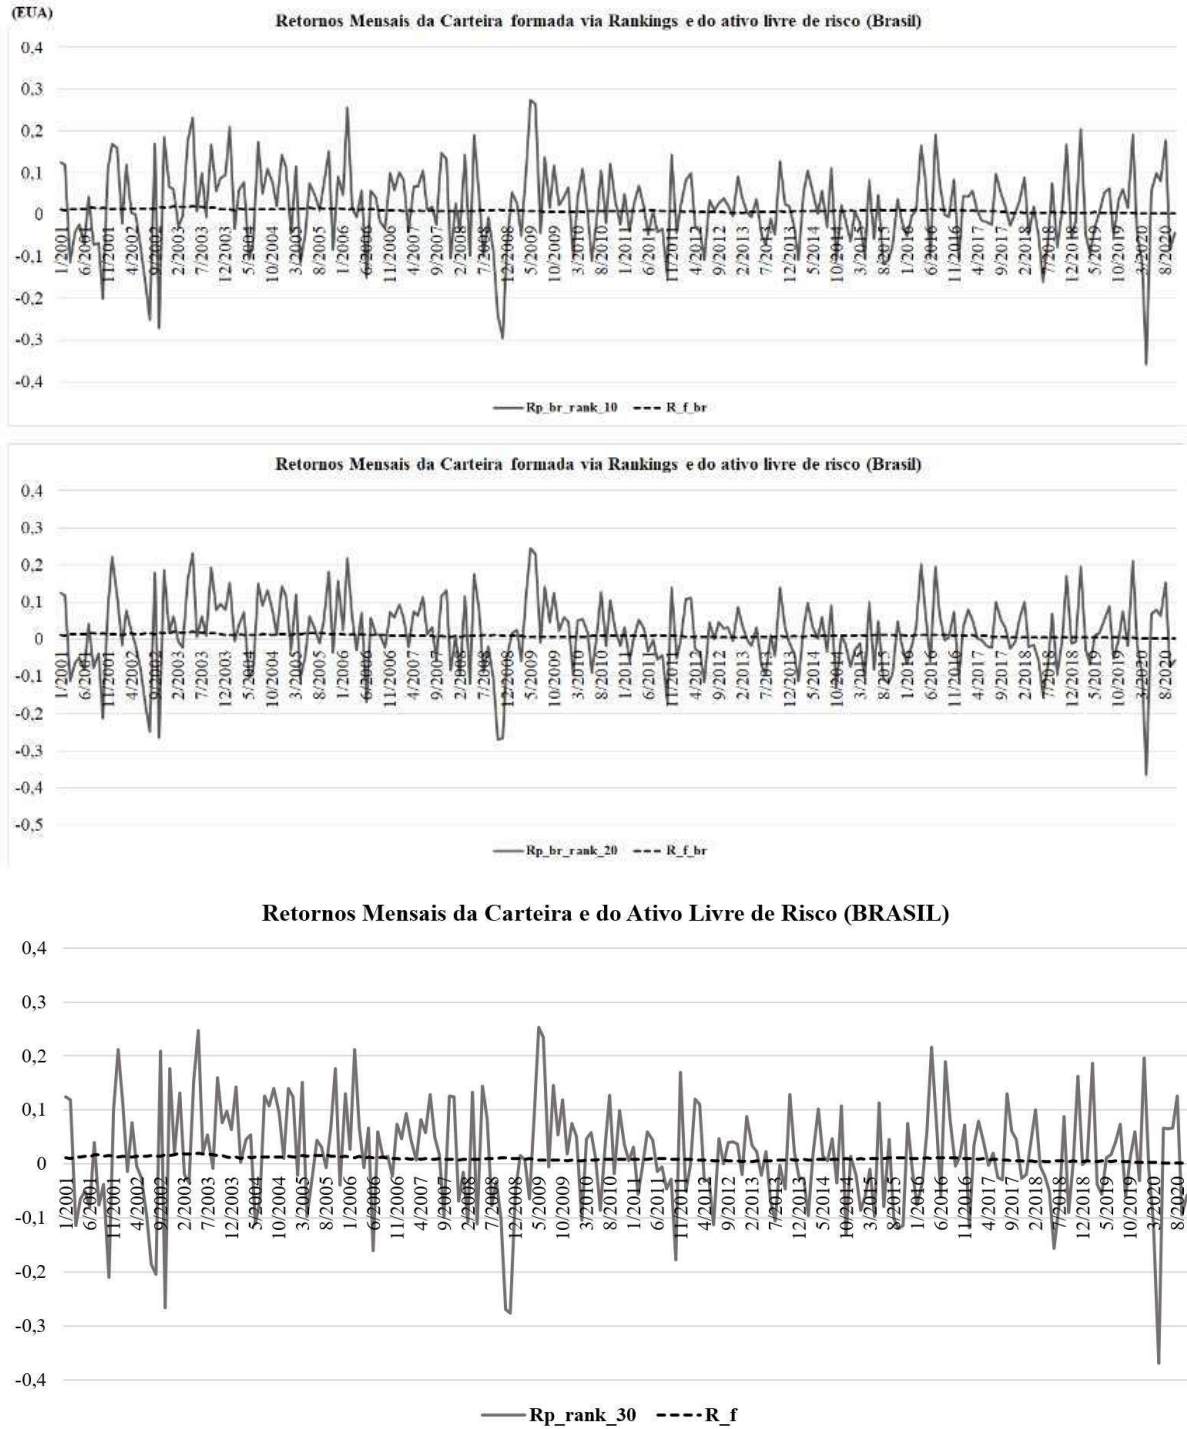 (EUA)
Retornos Mensais da Carteira formada via Rankings e do ativo livre de risco (Brasil)
0,4
0,3
0,2
0,1
0
-0,1
-0,2
-0,3
-0,4
1/2001 6/2001 11/2001 4/2002 9/2002 2/2003 7/2003 12/2003 5/2004 10/2004 3/2005 8/2005 1/2006 6/2006 11/2006 4/2007 9/2007 2/2008 7/2008 12/2008 5/2009 10/2009 3/2010 8/2010 1/2011 6/2011 11/2011 4/2012 9/2012 2/2013 7/2013 12/2013 5/2014 10/2014 3/2015 8/2015 1/2016 6/2016 11/2016 4/2017 9/2017 2/2018 7/2018 12/2018 5/2019 10/2019 3/2020 8/2020
Rp_br_rank_10 R_f_br
Retornos Mensais da Carteira formada via Rankings e do ativo livre de risco (Brasil)
0,4
0,3
0,2
0,1
0
-0,1
-0,2
-0,3
-0,4
-0,5
1/2001 6/2001 11/2001 4/2002 9/2002 2/2003 7/2003 12/2003 5/2004 10/2004 3/2005 8/2005 1/2006 6/2006 11/2006 4/2007 9/2007 2/2008 7/2008 12/2008 5/2009 10/2009 3/2010 8/2010 1/2011 6/2011 11/2011 4/2012 9/2012 2/2013 7/2013 12/2013 5/2014 10/2014 3/2015 8/2015 1/2016 6/2016 11/2016 4/2017 9/2017 2/2018 7/2018 12/2018 5/2019 10/2019 3/2020 8/2020
Rp_br_rank_20 R_f_br
Retornos Mensais da Carteira e do Ativo Livre de Risco (BRASIL)
0,4
0,3
0,2
0,1
0
-0,1
-0,2
-0,3
-0,4
1/2001 6/2001 11/2001 4/2002 9/2002 2/2003 7/2003 12/2003 5/2004 10/2004 3/2005 8/2005 1/2006 6/2006 11/2006 4/2007 9/2007 2/2008 7/2008 12/2008 5/2009 10/2009 3/2010 8/2010 1/2011 6/2011 11/2011 4/2012 9/2012 2/2013 7/2013 12/2013 5/2014 10/2014 3/2015 8/2015 1/2016 6/2016 11/2016 4/2017 9/2017 2/2018 7/2018 12/2018 5/2019 10/2019 3/2020 8/2020
Rp_rank_30 R_f